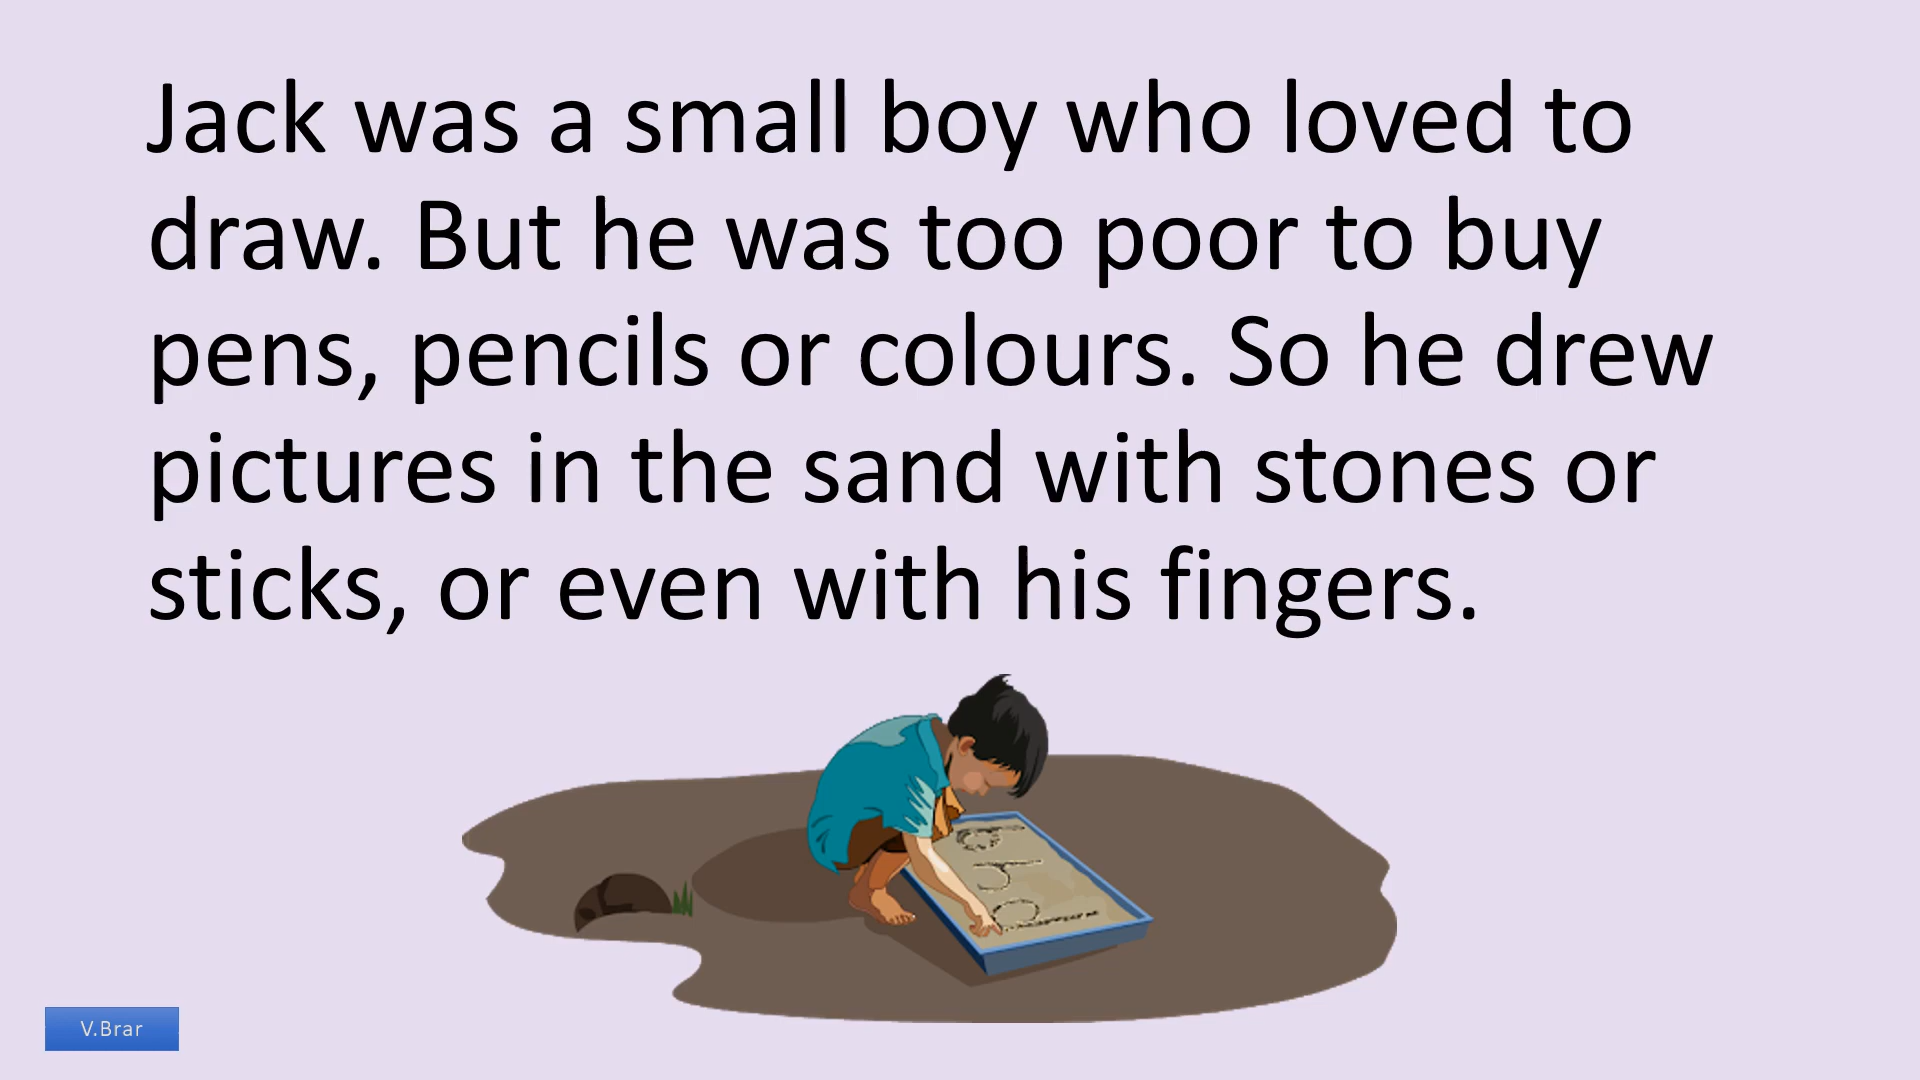 Jack was a small boy who loved to
draw. But he was too poor to buy
pens, pencils or colours. So he drew
pictures in the sand with stones or
sticks, or even with his fingers.
V.Brar